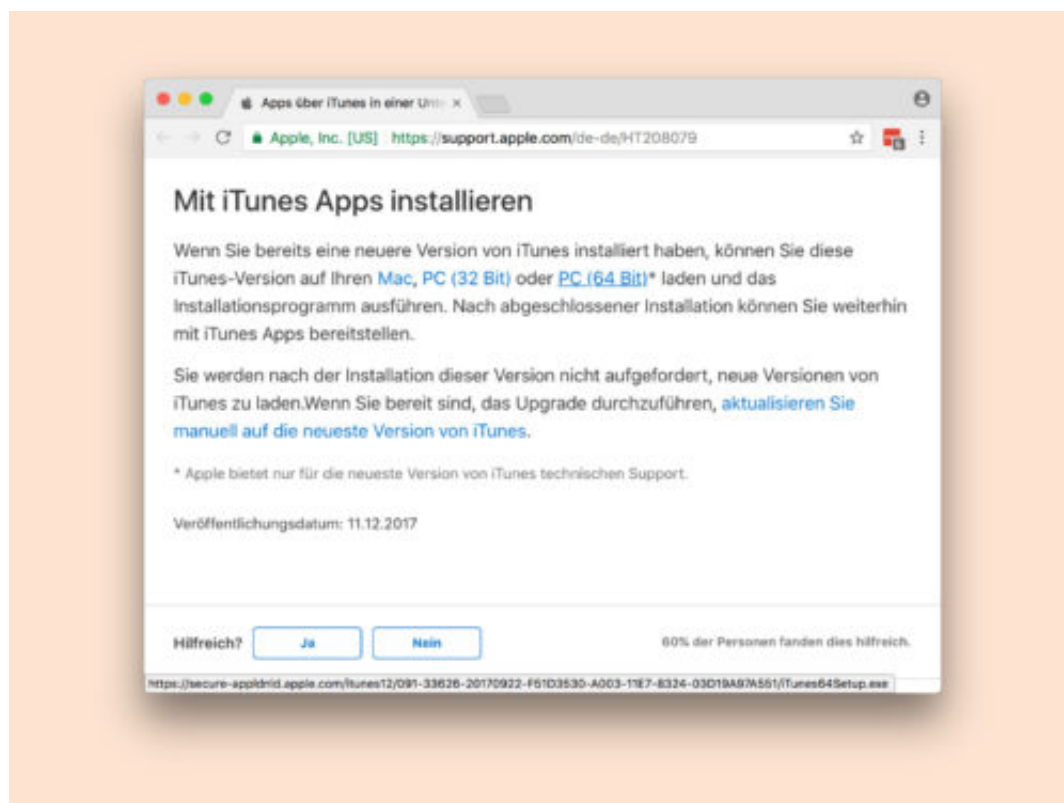 Apps über iTunes in einer Unte
Apple, Inc. [US] https://support.apple.com/de-de/HT208079
Mit iTunes Apps installieren
Wenn Sie bereits eine neuere Version von iTunes installiert haben, können Sie diese
iTunes-Version auf Ihren Mac, PC (32 Bit) oder PC (64 Bit)* laden und das
Installationsprogramm ausführen. Nach abgeschlossener Installation können Sie weiterhin
mit iTunes Apps bereitstellen.
Sie werden nach der Installation dieser Version nicht aufgefordert, neue Versionen von
iTunes zu laden.Wenn Sie bereit sind, das Upgrade durchzuführen, aktualisieren Sie
manuell auf die neueste Version von iTunes.
* Apple bietet nur für die neueste Version von iTunes technischen Support.
Veröffentlichungsdatum: 11.12.2017
Hilfreich? Ja Nein 60% der Personen fanden dies hilfreich.
https://secure-appldnld.apple.com/itunes12/091-33626-20170922-F51D3530-A003-11E7-8324-03D19A97A551/iTunes64Setup.exe